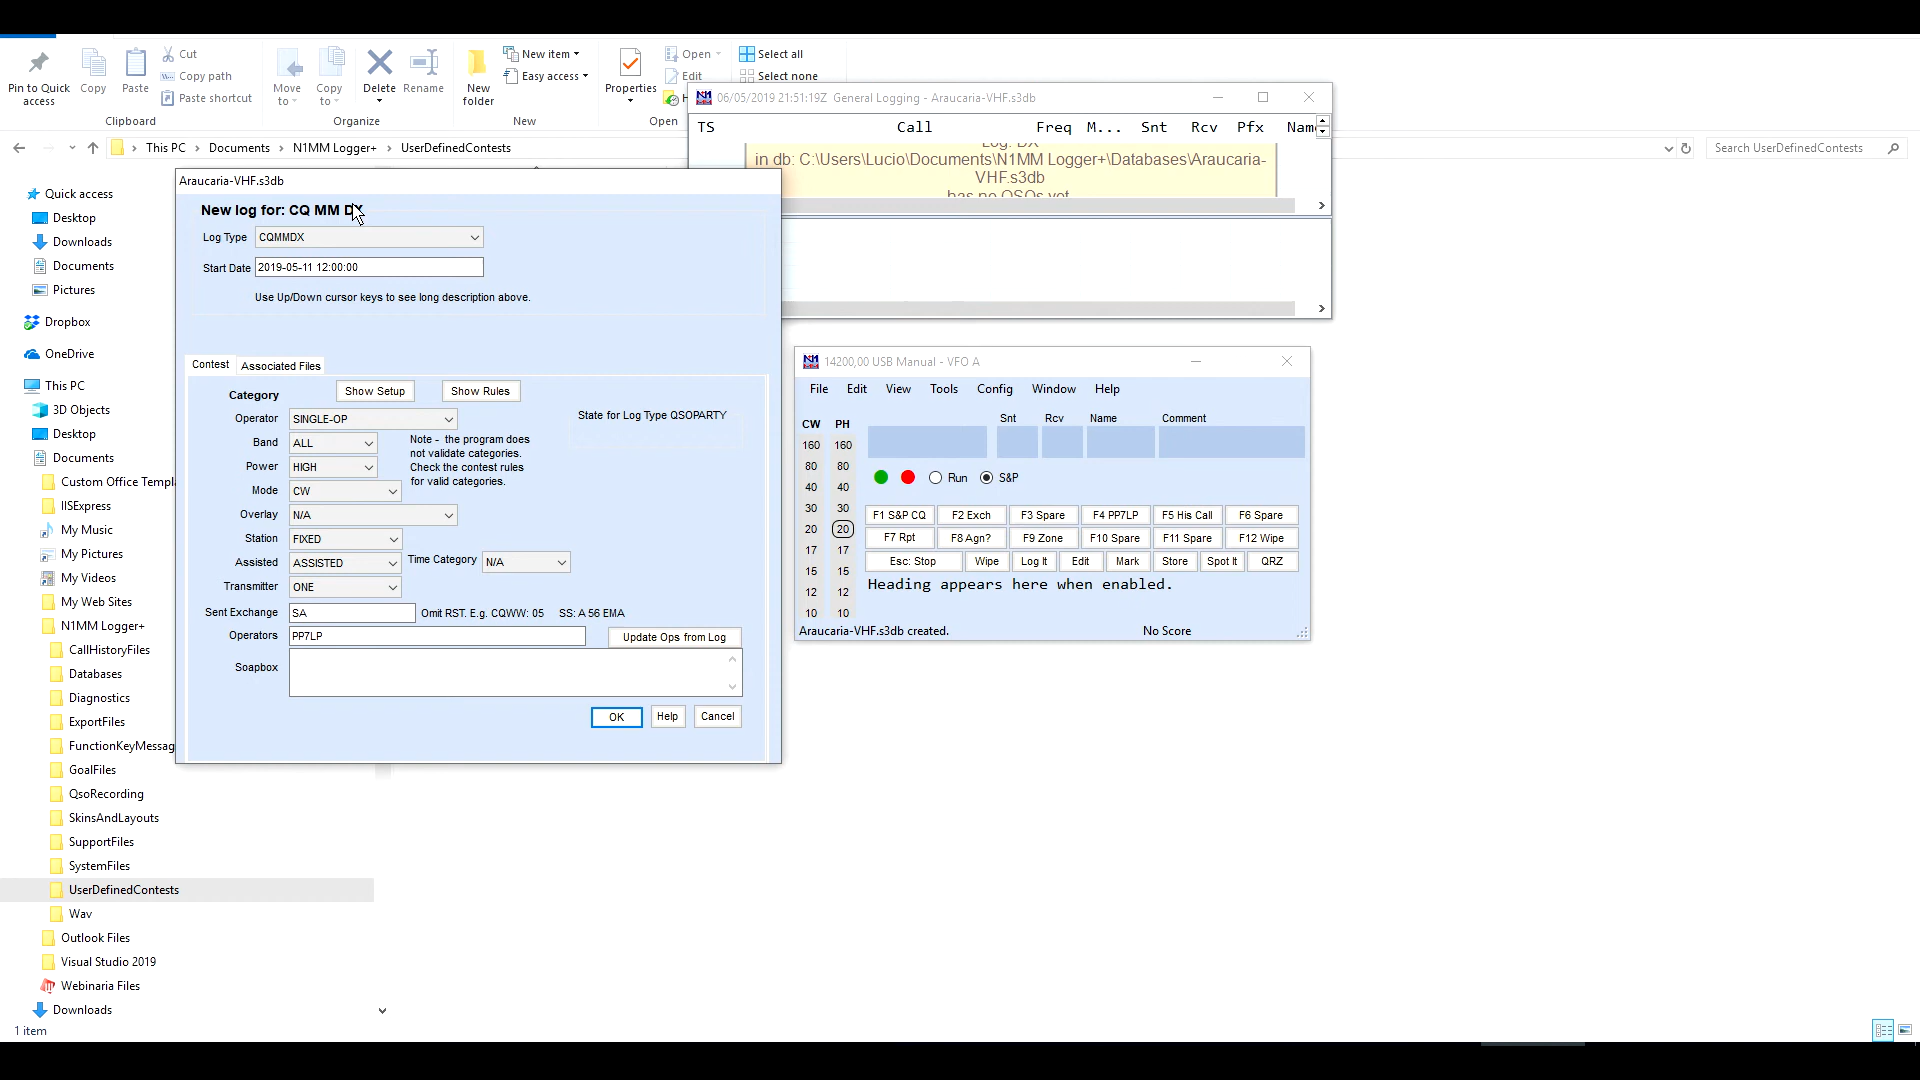 Pin to Quick access
Copy
Paste
Cut
Copy path
Paste shortcut
Clipboard
Move to
Copy to
Delete
Rename
Organize
New folder
New item
Easy access
New
Properties
Open
Edit
Open
Select all
Select none
This PC > Documents > N1MM Logger+ > UserDefinedContests
Search UserDefinedContests
Quick access
Desktop
Downloads
Documents
Pictures
Dropbox
OneDrive
This PC
3D Objects
Desktop
Documents
Custom Office Templa
IISExpress
My Music
My Pictures
My Videos
My Web Sites
N1MM Logger+
CallHistoryFiles
Databases
Diagnostics
ExportFiles
FunctionKeyMessag
GoalFiles
QsoRecording
SkinsAndLayouts
SupportFiles
SystemFiles
UserDefinedContests
Wav
Outlook Files
Visual Studio 2019
Webinaria Files
Downloads
1 item
Araucaria-VHF.s3db
New log for: CQ MM DX
Log Type CQMMDX
Start Date 2019-05-11 12:00:00
Use Up/Down cursor keys to see long description above.
Contest Associated Files
Category Show Setup Show Rules
State for Log Type QSOPARTY
Operator SINGLE-OP
Band ALL
Power HIGH
Mode CW
Note - the program does
not validate categories.
Check the contest rules
for valid categories.
Overlay N/A
Station FIXED
Assisted ASSISTED Time Category N/A
Transmitter ONE
Sent Exchange SA Omit RST. E.g. CQWW: 05 SS: A 56 EMA
Operators PP7LP Update Ops from Log
Soapbox
OK Help Cancel
06/05/2019 21:51:19Z General Logging - Araucaria-VHF.s3db
TS Call Freq M... Snt Rcv Pfx Nam
Log: DX
in db: C:\Users\Lucio\Documents\N1MM Logger+\Databases\Araucaria-
VHF.s3db
has no QSOs yet
14200,00 USB Manual - VFO A
File Edit View Tools Config Window Help
CW PH Snt Rcv Name Comment
160 160
80 80
40 40
30 30
20 20
17 17
15 15
12 12
10 10
Run S&P
F1 S&P CQ F2 Exch F3 Spare F4 PP7LP F5 His Call F6 Spare
F7 Rpt F8 Agn? F9 Zone F10 Spare F11 Spare F12 Wipe
Esc: Stop Wipe Log It Edit Mark Store Spot It QRZ
Heading appears here when enabled.
Araucaria-VHF.s3db created. No Score